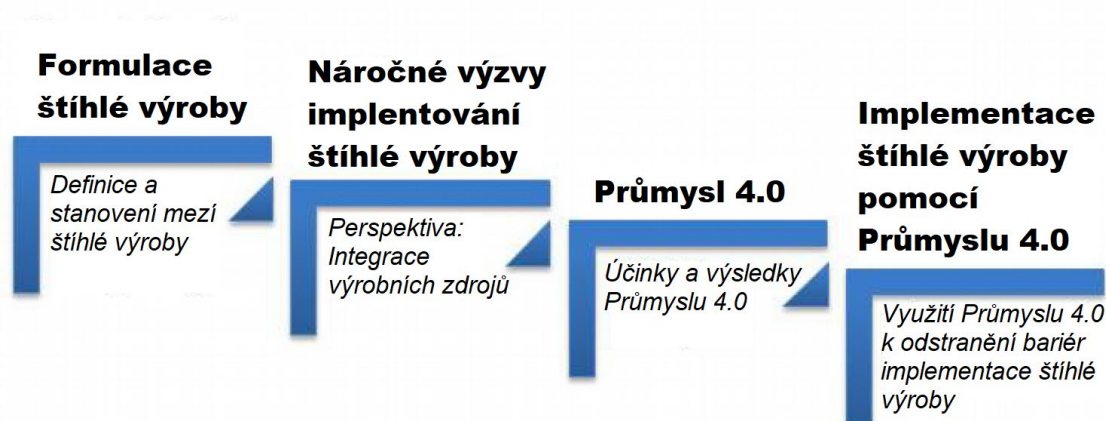 Formulace
štíhlé výroby
Definice a
stanovení mezí
štíhlé výroby
Náročné výzvy
implentování
štíhlé výroby
Perspektiva:
Integrace
výrobních zdrojů
Průmysl 4.0
Účinky a výsledky
Průmyslu 4.0
Implementace
štíhlé výroby
pomocí
Průmyslu 4.0
Využití Průmyslu 4.0
k odstranění bariér
implementace štíhlé
výroby